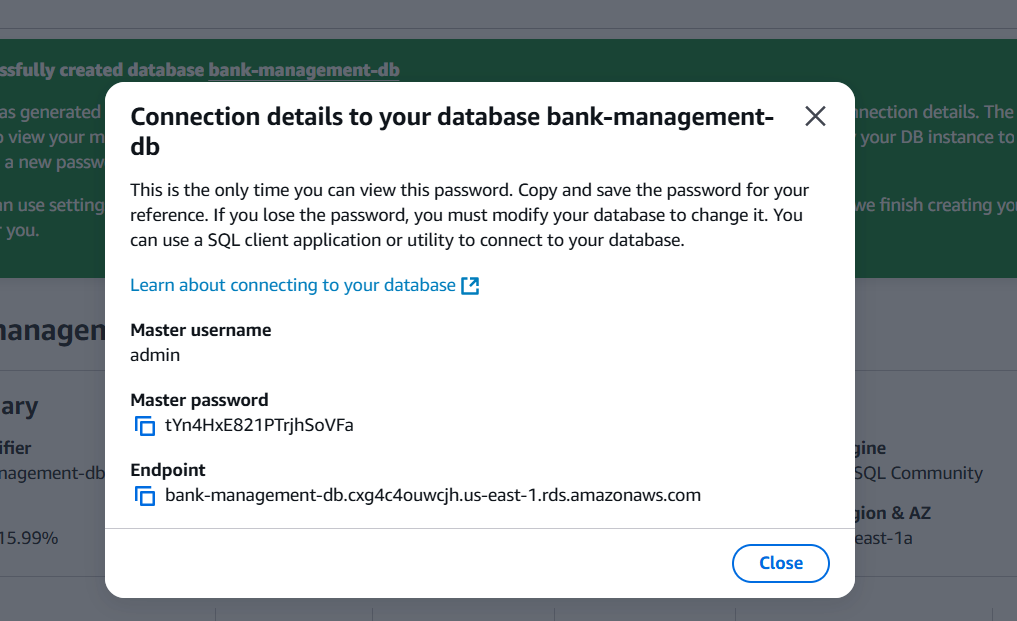 ssfully created database bank-management-db
as generated
nnection details. The
o view your m
your DB instance to
a new passw
an use setting
we finish creating yo
r you.
Connection details to your database bank-management-
db
This is the only time you can view this password. Copy and save the password for your
reference. If you lose the password, you must modify your database to change it. You
can use a SQL client application or utility to connect to your database.
Learn about connecting to your database
Master username
admin
Master password
tYn4HxE821PTrjhSoVFa
Endpoint
bank-management-db.cxg4c4ouwcjh.us-east-1.rds.amazonaws.com
Close
managem
ary
ifier
nagement-db
15.99%
gine
SQL Community
gion & AZ
east-1a